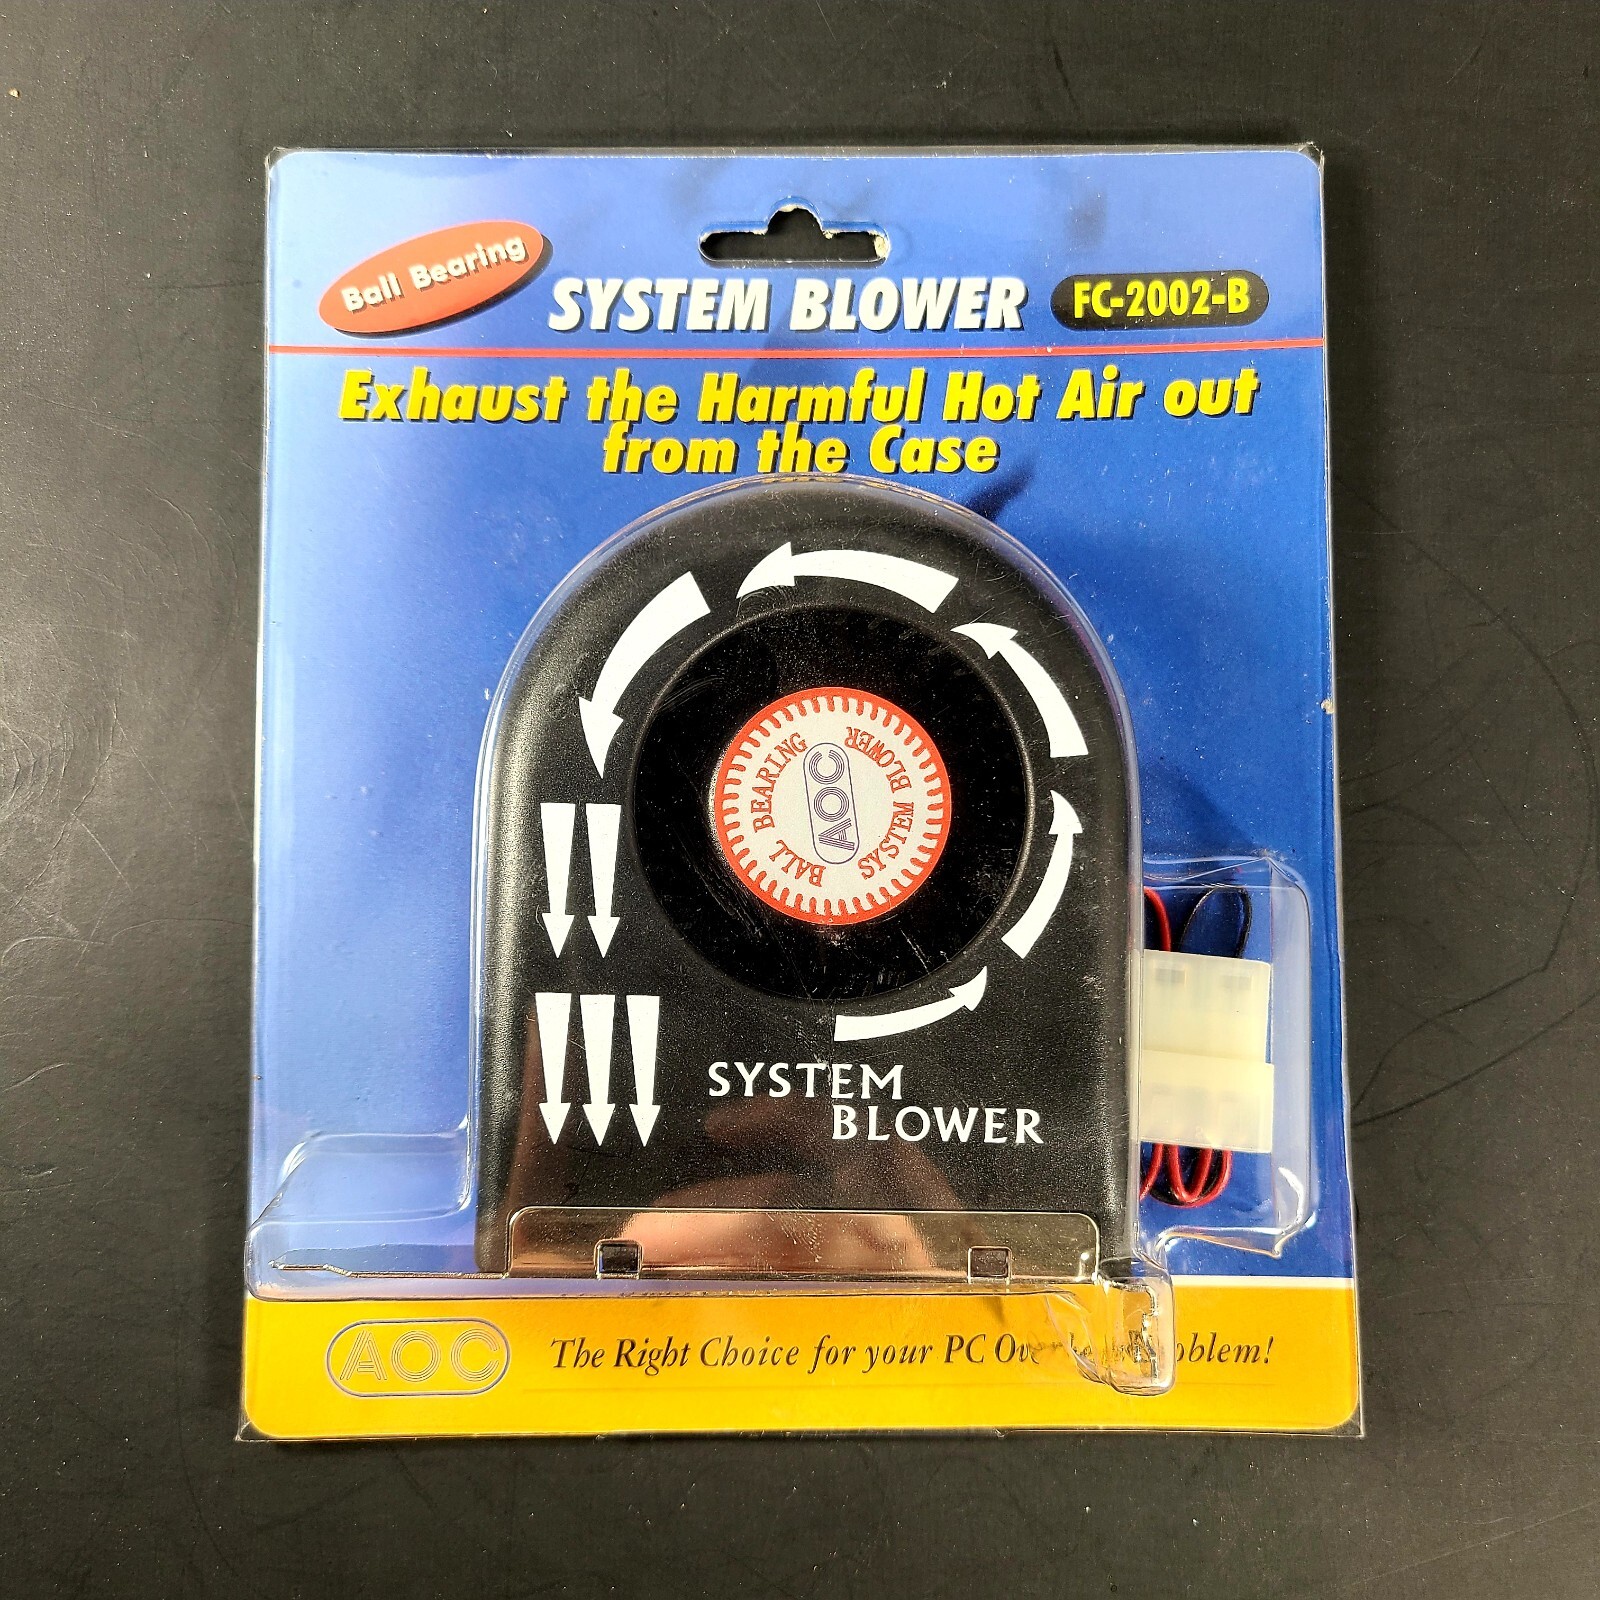 Ball Bearing
SYSTEM BLOWER
FC-2002-B
Exhaust the Harmful Hot Air out
from the Case
BALL BEARING
AOC
SYSTEM BLOWER
SYSTEM
BLOWER
AOC
The Right Choice for your PC